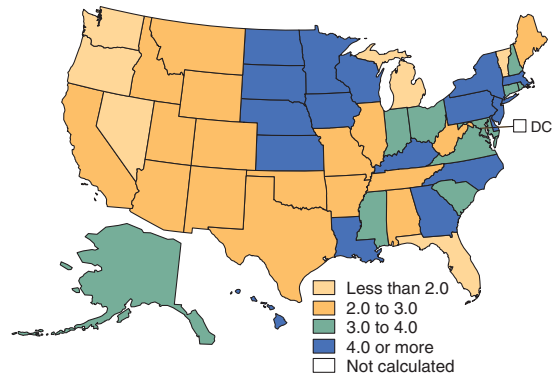 DC
Less than 2.0
2.0 to 3.0
3.0 to 4.0
4.0 or more
Not calculated